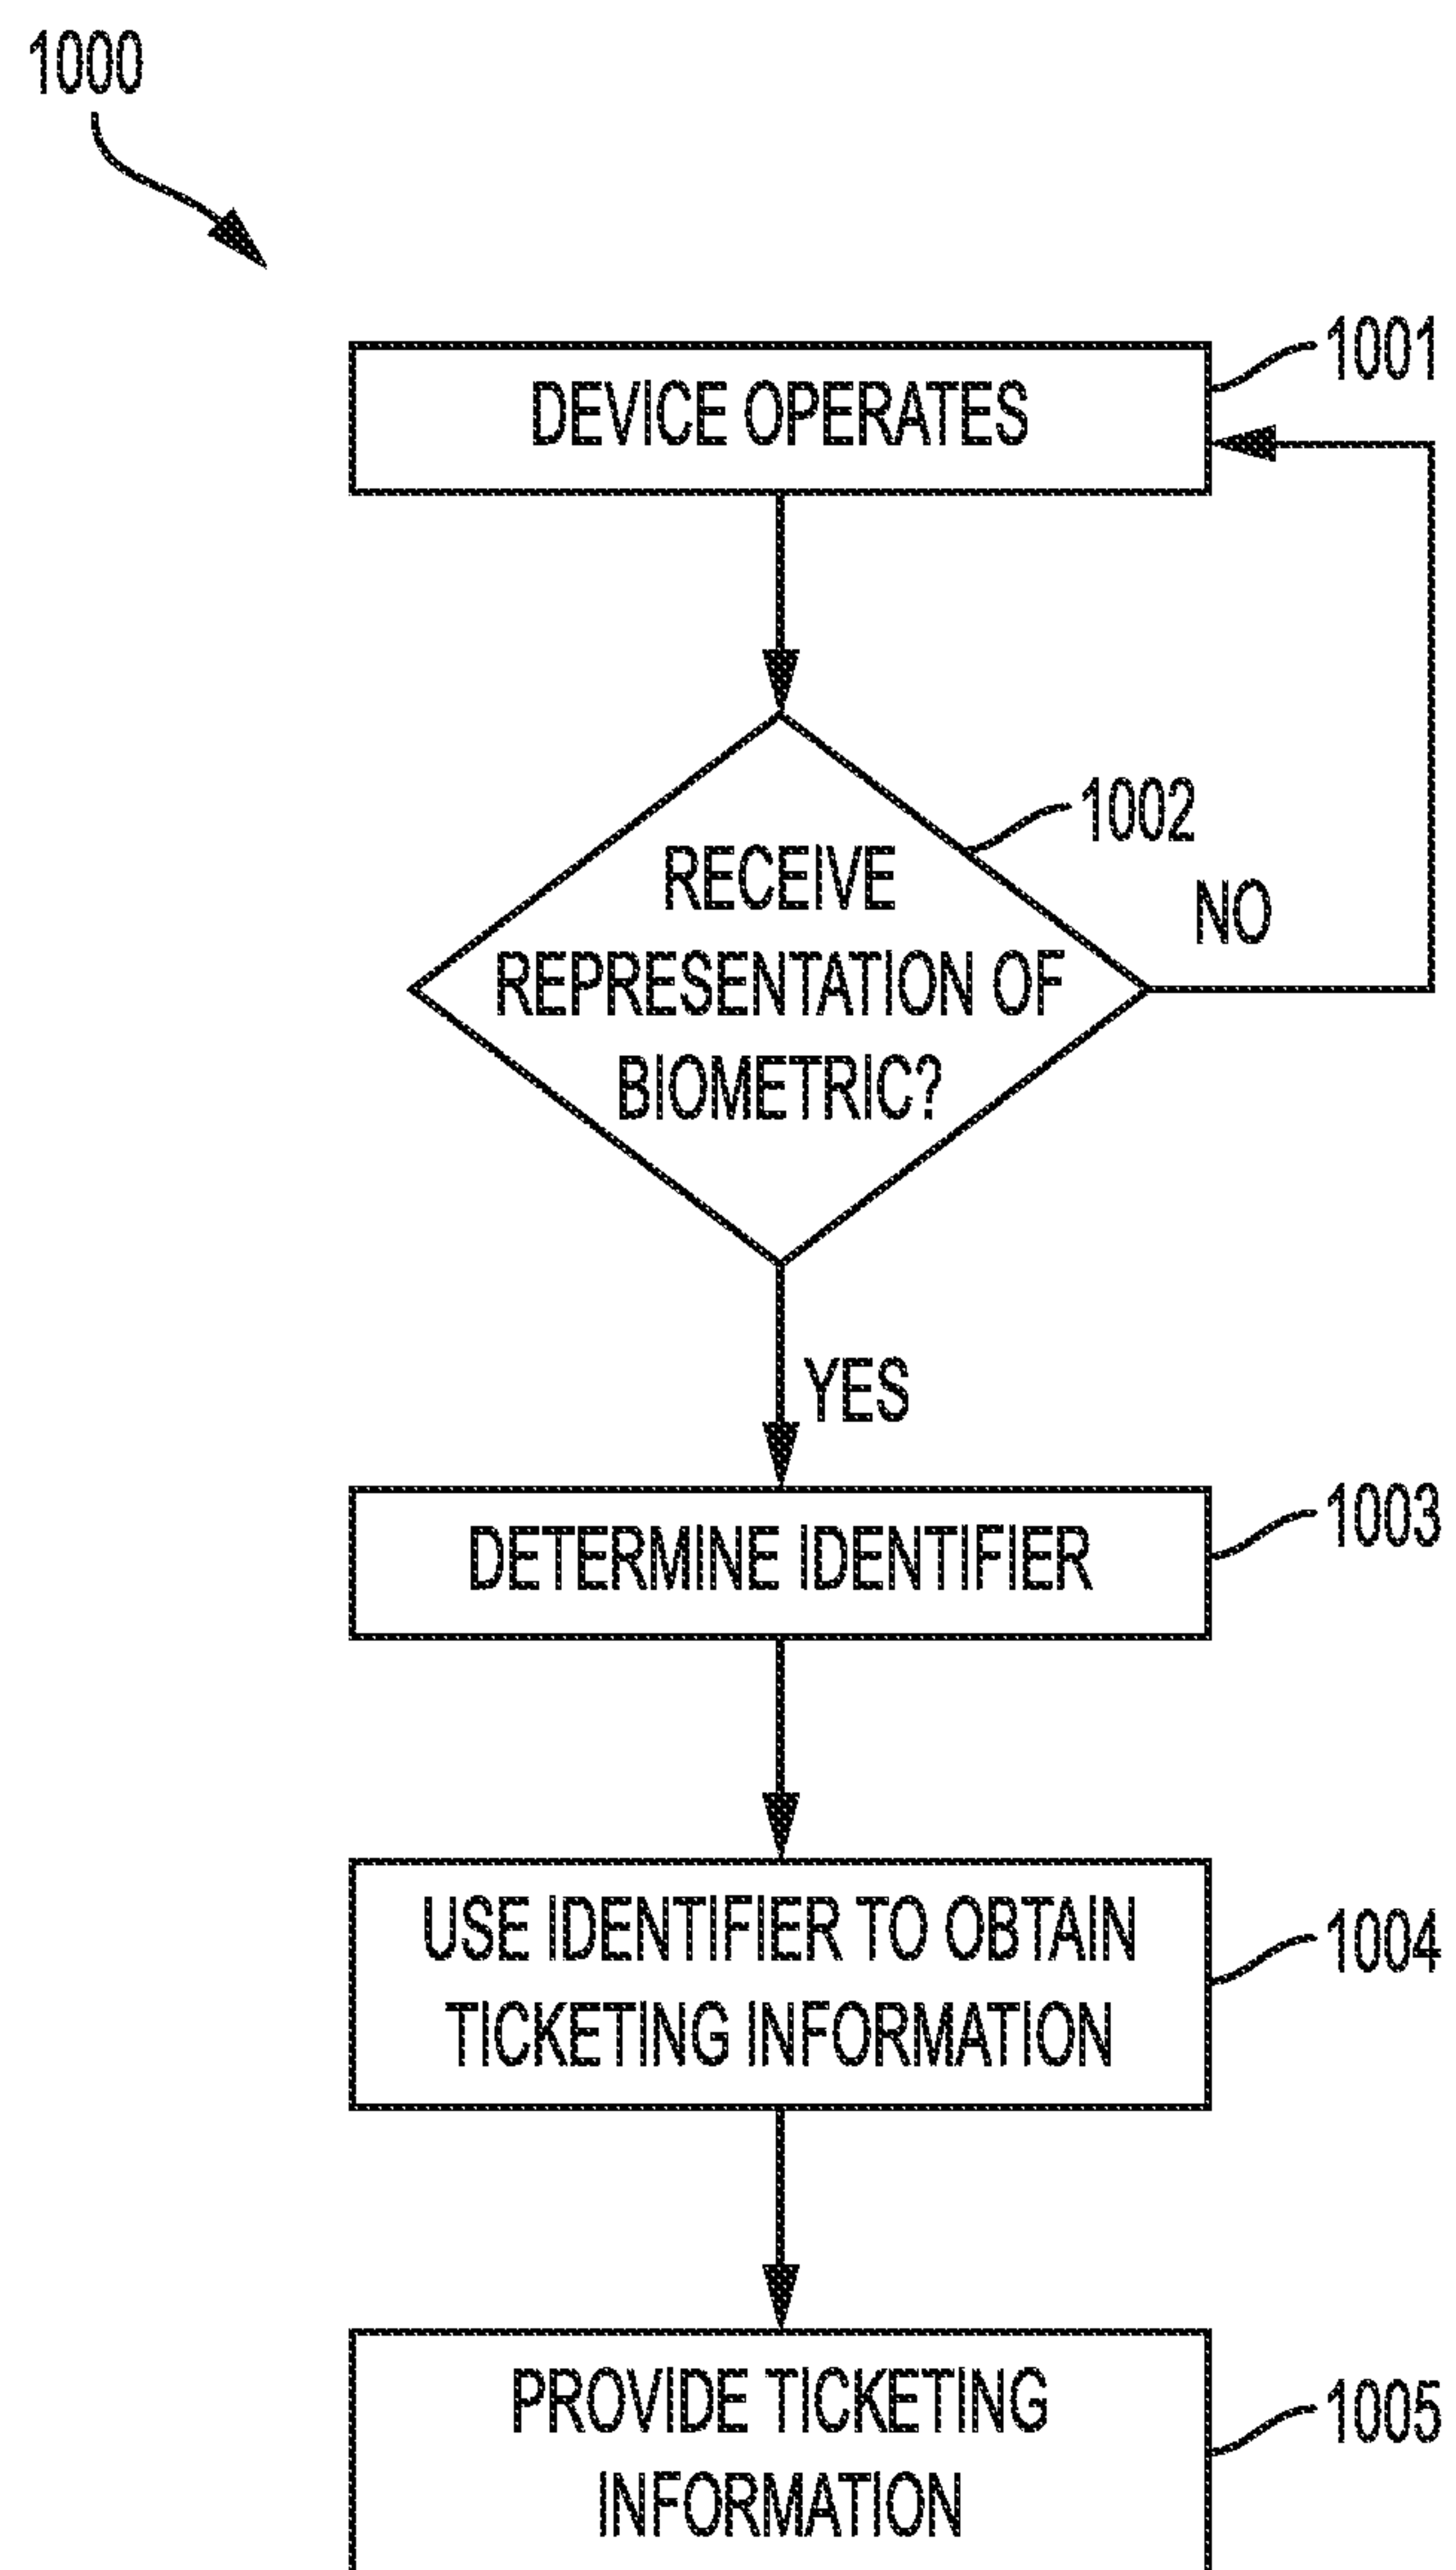 1000
1001
DEVICE OPERATES
1002
RECEIVE
NO
REPRESENTATION OF
BIOMETRIC?
YES
1003
DETERMINE IDENTIFIER
USE IDENTIFIER TO OBTAIN
1004
TICKETING INFORMATION
PROVIDE TICKETING
1005
INFORMATION